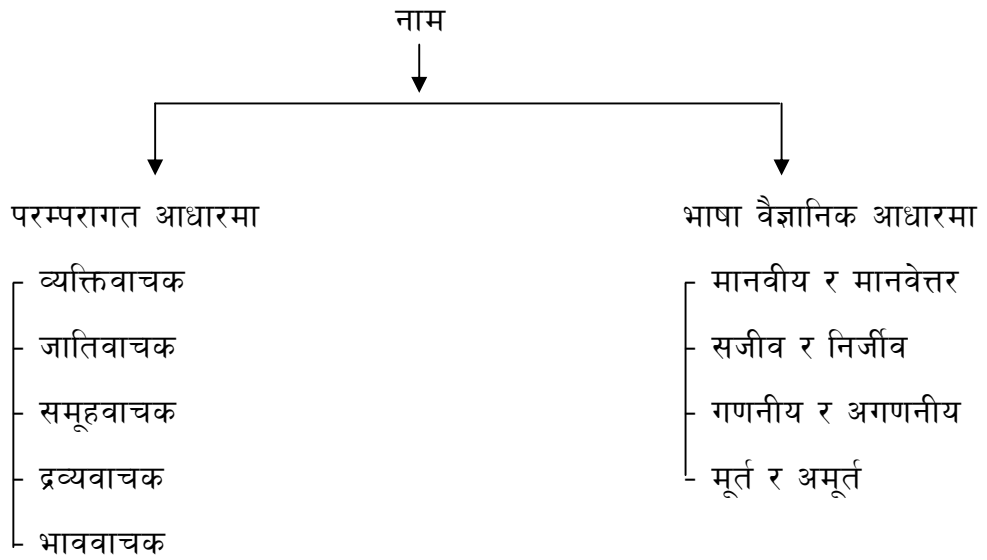 नाम
परम्परागत आधारमा
व्यक्तिवाचक
जातिवाचक
समूहवाचक
द्रव्यवाचक
भाववाचक
भाषा वैज्ञानिक आधारमा
मानवीय र मानवेत्तर
सजीव र निर्जीव
गणनीय र अगणनीय
मूर्त र अमूर्त